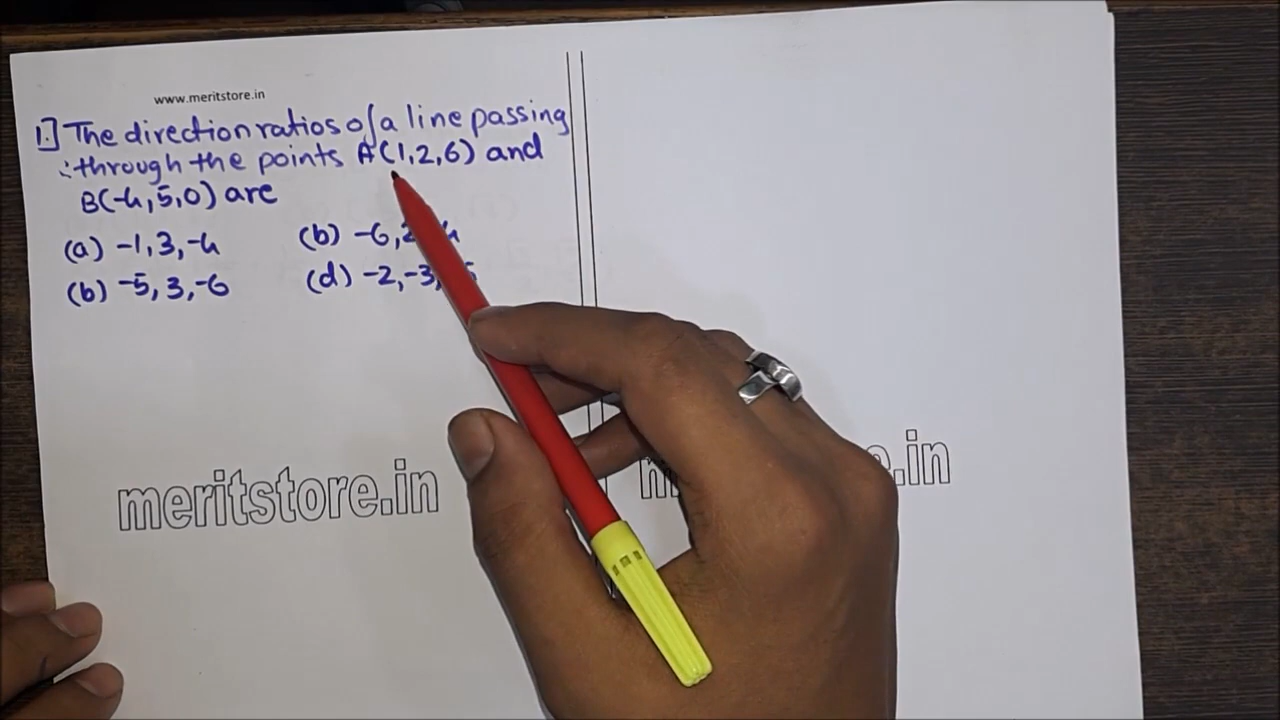 www.meritstore.in
1.] The direction ratios of a line passing
∴ through the points A(1,2,6) and
B(-4,5,0) are
(a) -1,3,-4 (b) -6,
(b) -5,3,-6 (d) -2,-3,
meritstore.in
.in